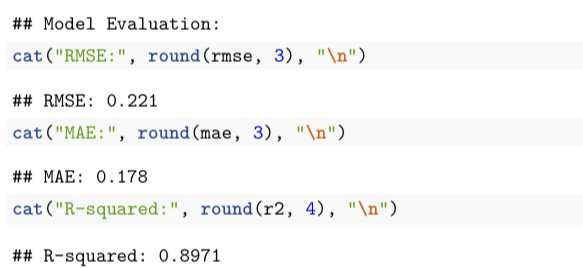 ## Model Evaluation:
cat("RMSE:", round(rmse, 3), "\n")
## RMSE: 0.221
cat("MAE:", round(mae, 3), "\n")
## MAE: 0.178
cat("R-squared:", round(r2, 4), "\n")
## R-squared: 0.8971